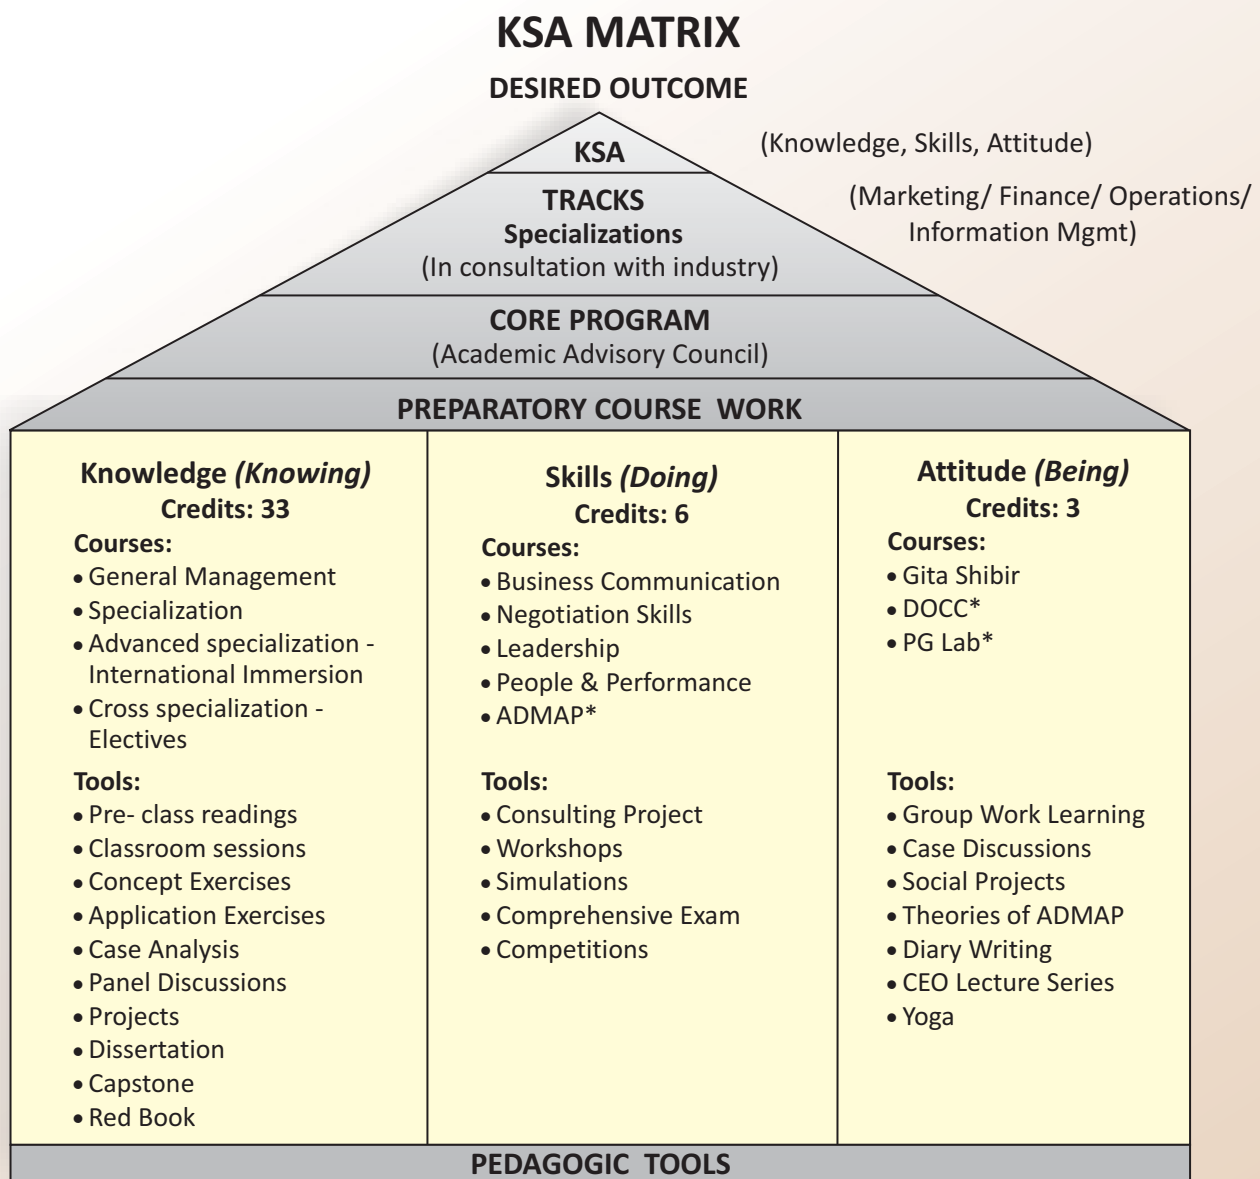 KSA MATRIX
DESIRED OUTCOME
KSA
(Knowledge, Skills, Attitude)
TRACKS
Specializations
(In consultation with industry)
(Marketing/ Finance/ Operations/
Information Mgmt)
CORE PROGRAM
(Academic Advisory Council)
PREPARATORY COURSE WORK
Knowledge (Knowing)
Credits: 33
Courses:
• General Management
• Specialization
• Advanced specialization -
International Immersion
• Cross specialization -
Electives
Tools:
• Pre- class readings
• Classroom sessions
• Concept Exercises
• Application Exercises
• Case Analysis
• Panel Discussions
• Projects
• Dissertation
• Capstone
• Red Book
Skills (Doing)
Credits: 6
Courses:
• Business Communication
• Negotiation Skills
• Leadership
• People & Performance
• ADMAP*
Tools:
• Consulting Project
• Workshops
• Simulations
• Comprehensive Exam
• Competitions
Attitude (Being)
Credits: 3
Courses:
• Gita Shibir
• DOCC*
• PG Lab*
Tools:
• Group Work Learning
• Case Discussions
• Social Projects
• Theories of ADMAP
• Diary Writing
• CEO Lecture Series
• Yoga
PEDAGOGIC TOOLS